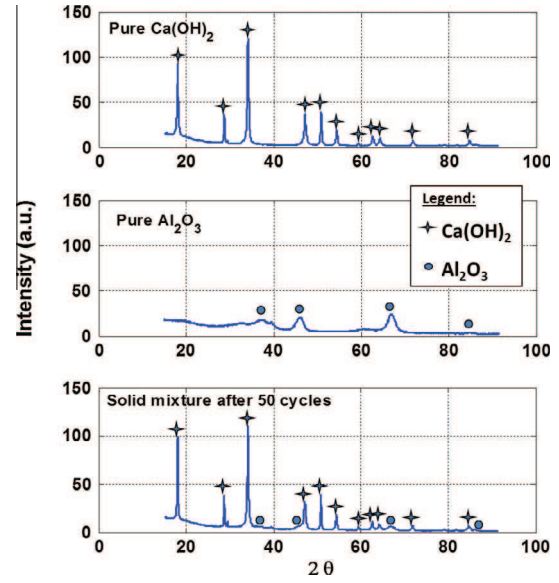 Intensity (a.u.)
150
Pure Ca(OH)₂
100
50
0
0 20 40 60 80 100
150
Pure Al₂O₃
100
50
0
0 20 40 60 80 100
Legend:
Ca(OH)₂
Al₂O₃
150
Solid mixture after 50 cycles
100
50
0
0 20 40 60 80 100
2 θ